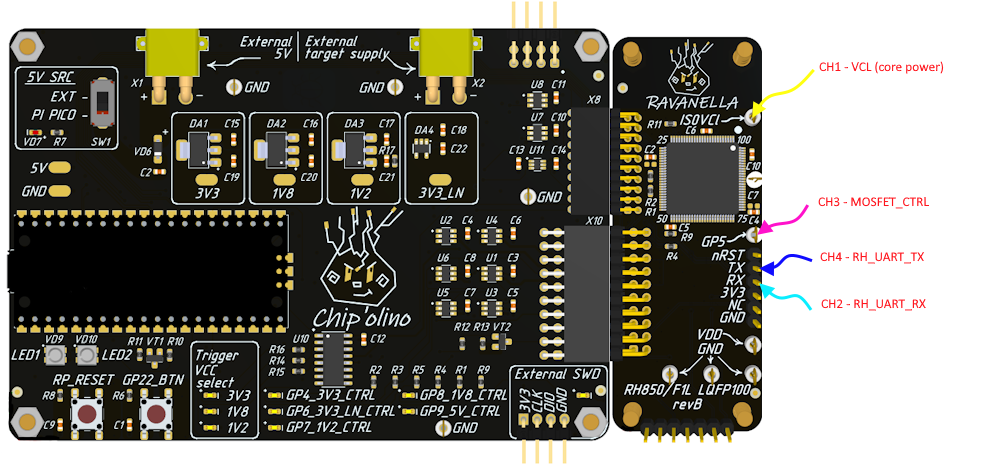 External
5V
External
target supply
5V SRC
EXT
PI PICO
VD7
R7
SW1
X1
+
-
GND
GND
X2
+
-
U8
C11
X8
U7
C10
C13
U11
C14
GND
VD6
C2
DA1
C15
C19
3V3
DA2
C16
C20
1V8
DA3
C17
R17
C21
1V2
DA4
C18
C22
3V3_LN
5V
GND
U2
C4
U4
C6
U6
C8
U1
C3
U5
C7
U3
C5
X10
Chip'olino
R12
R13
VT2
U10
C12
R16
R14
R15
VD9
VD10
LED1
LED2
R11
VT1
R10
RP_RESET
GP22_BTN
R8
R6
C9
C1
Trigger
VCC
select
3V3
1V8
1V2
R2
R3
R5
R4
R1
R9
GP4_3V3_CTRL
GP8_1V8_CTRL
GP6_3V3_LN_CTRL
GP9_5V_CTRL
GP7_1V2_CTRL
GND
External SWD
3V3
CLK
DIO
GND
RAVANELLA
ISOVCl
R11
C6
25
100
C2
C10
R2
R1
C7
50
75
C4
C5
R9
R4
GP5
nRST
TX
RX
3V3
NC
GND
VDD
GND
RH850/F1L LQFP100
revB
CH1 - VCL (core power)
CH3 - MOSFET_CTRL
CH4 - RH_UART_TX
CH2 - RH_UART_RX